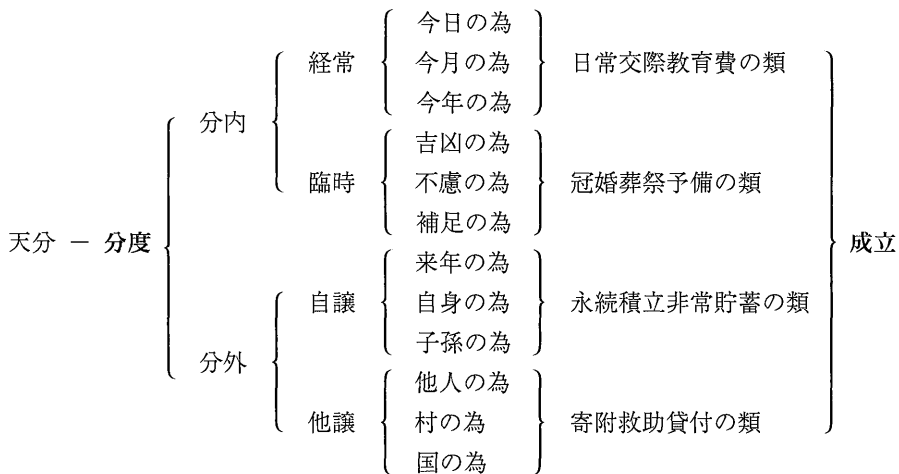 今日の為
経常 今月の為 日常交際教育費の類
今年の為
分内
吉凶の為
臨時 不慮の為 冠婚葬祭予備の類
補足の為
天分 − 分度 成立
来年の為
自譲 自身の為 永続積立非常貯蓄の類
子孫の為
分外
他人の為
他譲 村の為 寄附救助貸付の類
国の為